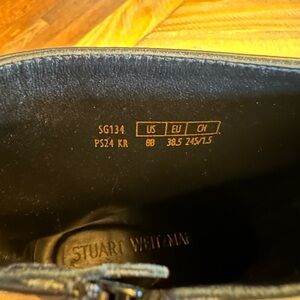 SG134 US EU CN
PS24 KR 8B 38.5 245/1.5
STUART WEITZMAN